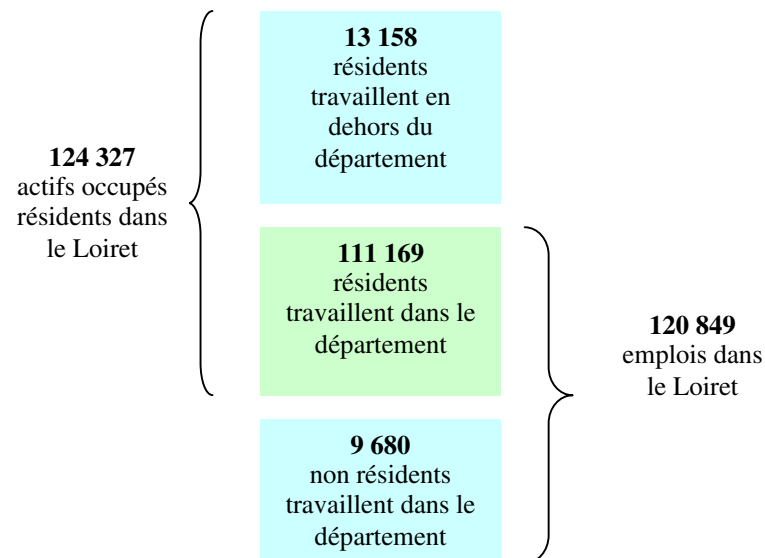 124 327
actifs occupés
résidents dans
le Loiret
13 158
résidents
travaillent en
dehors du
département
111 169
résidents
travaillent dans le
département
9 680
non résidents
travaillent dans le
département
120 849
emplois dans
le Loiret